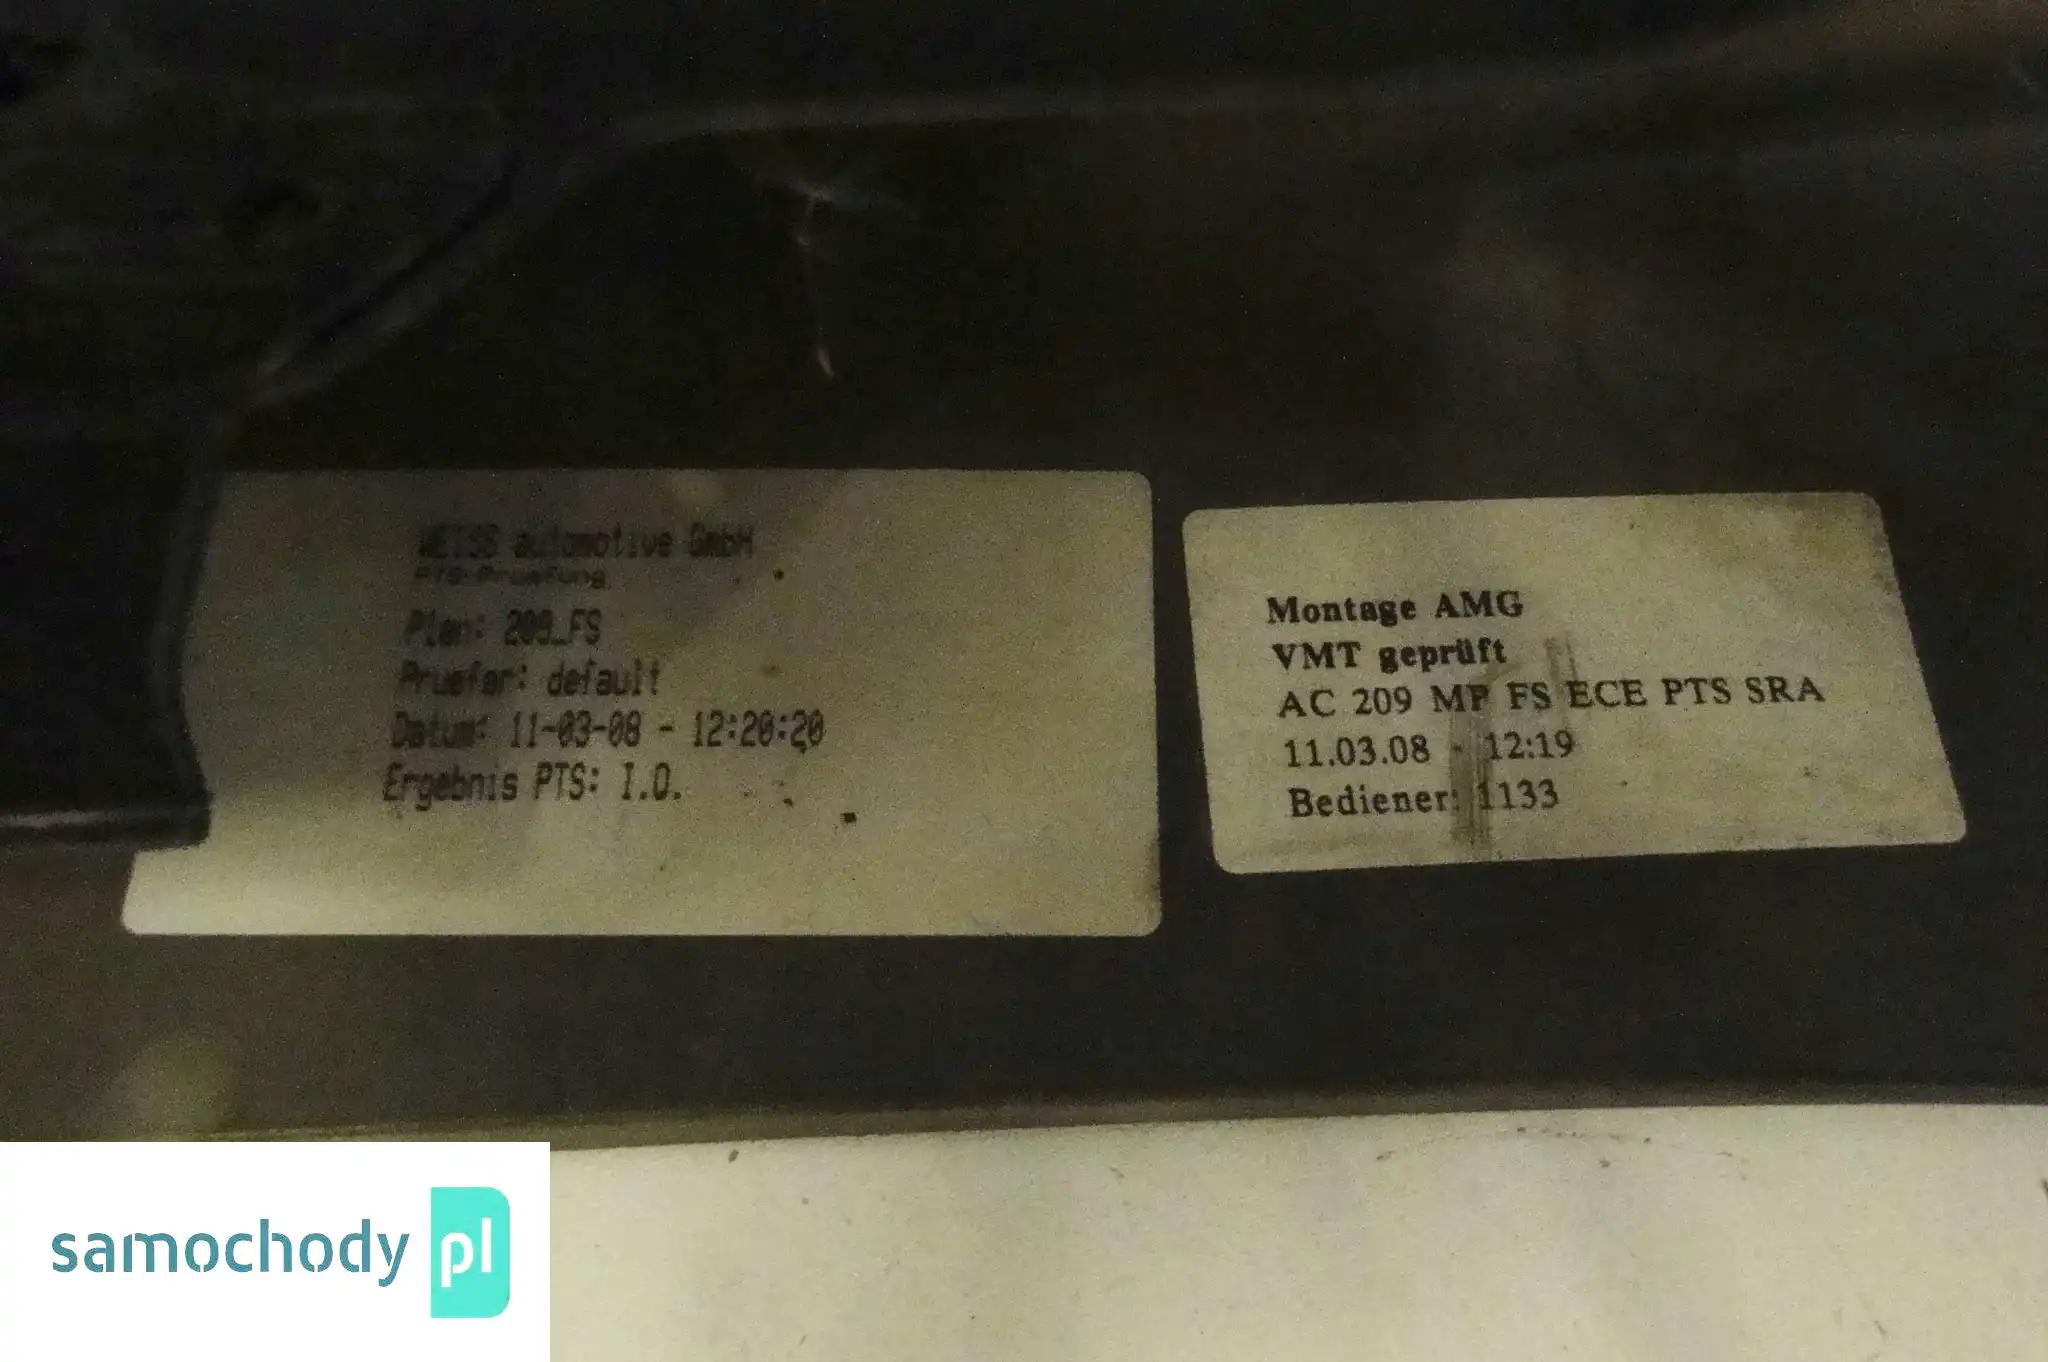 WEISS automotive GmbH
PTS-Pruefung
Plan: 209_FS
Pruefer: default
Datum: 11-03-08 - 12:20:20
Ergebnis PTS: I.O.
Montage AMG
VMT geprüft
AC 209 MP FS ECE PTS SRA
11.03.08 - 12:19
Bediener: 1133
samochody pl